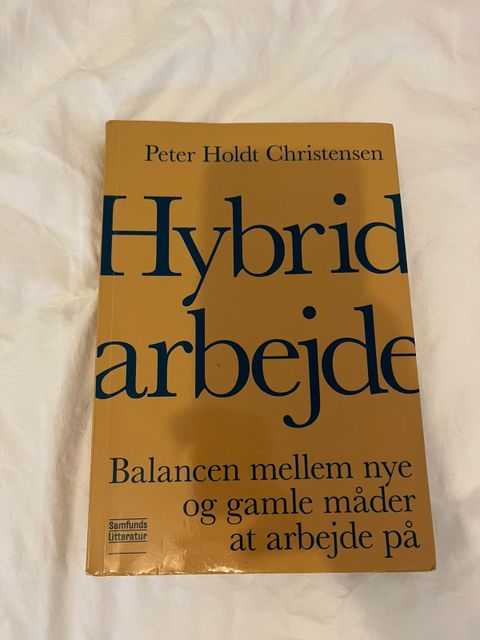 Peter Holdt Christensen
Hybrid
arbejde
Balancen mellem nye
og gamle måder
at arbejde på
Samfunds
Litteratur